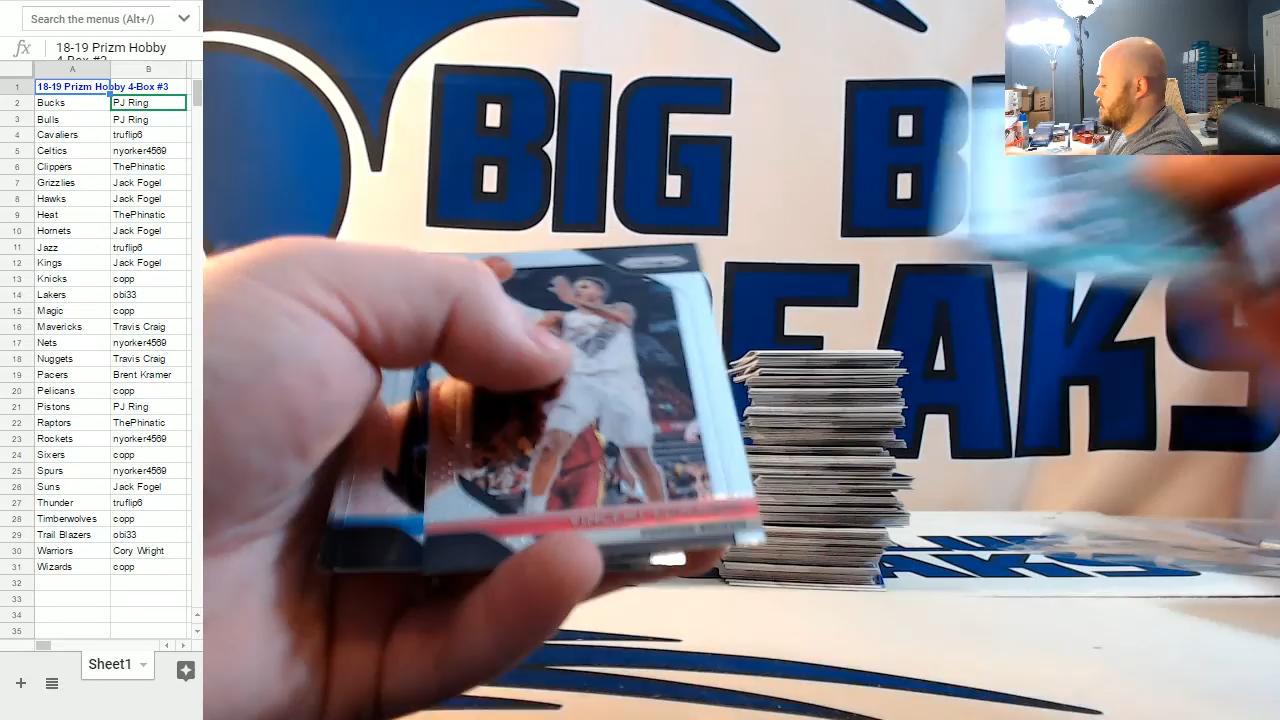 Search the menus (Alt+/)
fx 18-19 Prizm Hobby
A B
1 18-19 Prizm Hobby 4-Box #3
2 Bucks PJ Ring
3 Bulls PJ Ring
4 Cavaliers truflip6
5 Celtics nyorker4569
6 Clippers ThePhinatic
7 Grizzlies Jack Fogel
8 Hawks Jack Fogel
9 Heat ThePhinatic
10 Hornets Jack Fogel
11 Jazz truflip6
12 Kings Jack Fogel
13 Knicks copp
14 Lakers obi33
15 Magic copp
16 Mavericks Travis Craig
17 Nets nyorker4569
18 Nuggets Travis Craig
19 Pacers Brent Kramer
20 Pelicans copp
21 Pistons PJ Ring
22 Raptors ThePhinatic
23 Rockets nyorker4569
24 Sixers copp
25 Spurs nyorker4569
26 Suns Jack Fogel
27 Thunder truflip6
28 Timberwolves copp
29 Trail Blazers obi33
30 Warriors Cory Wight
31 Wizards copp
32
33
34
35
Sheet1
BIG B
EAKS